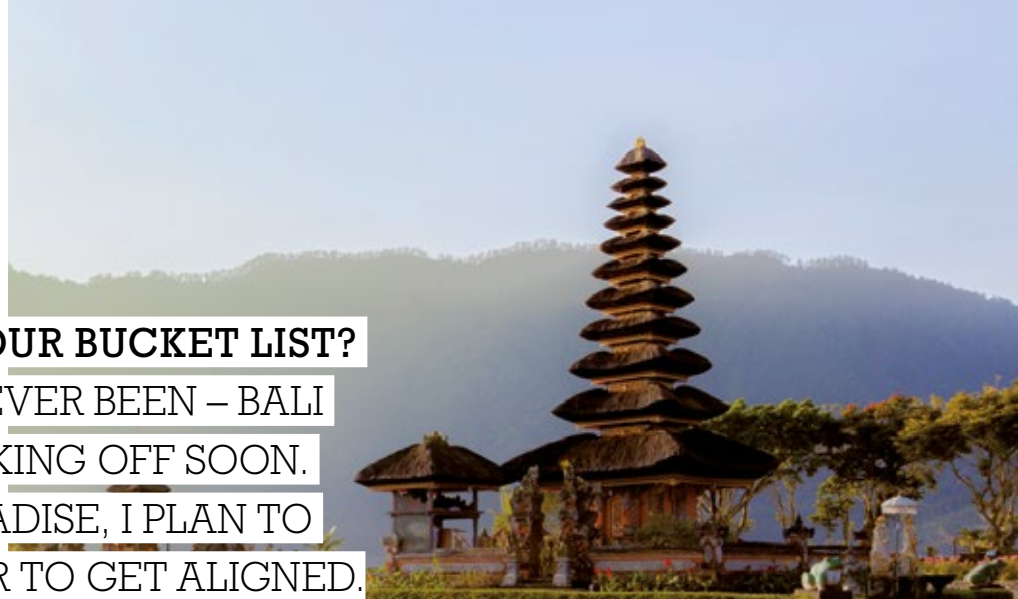 OUR BUCKET LIST?
EVER BEEN – BALI
KING OFF SOON.
ADISE, I PLAN TO
R TO GET ALIGNED.